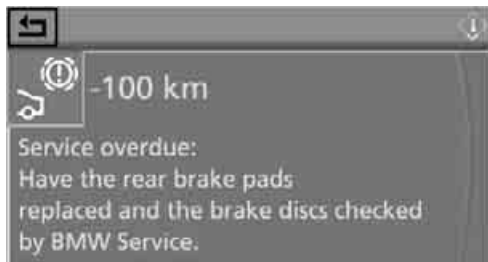 -100 km
Service overdue:
Have the rear brake pads
replaced and the brake discs checked
by BMW Service.